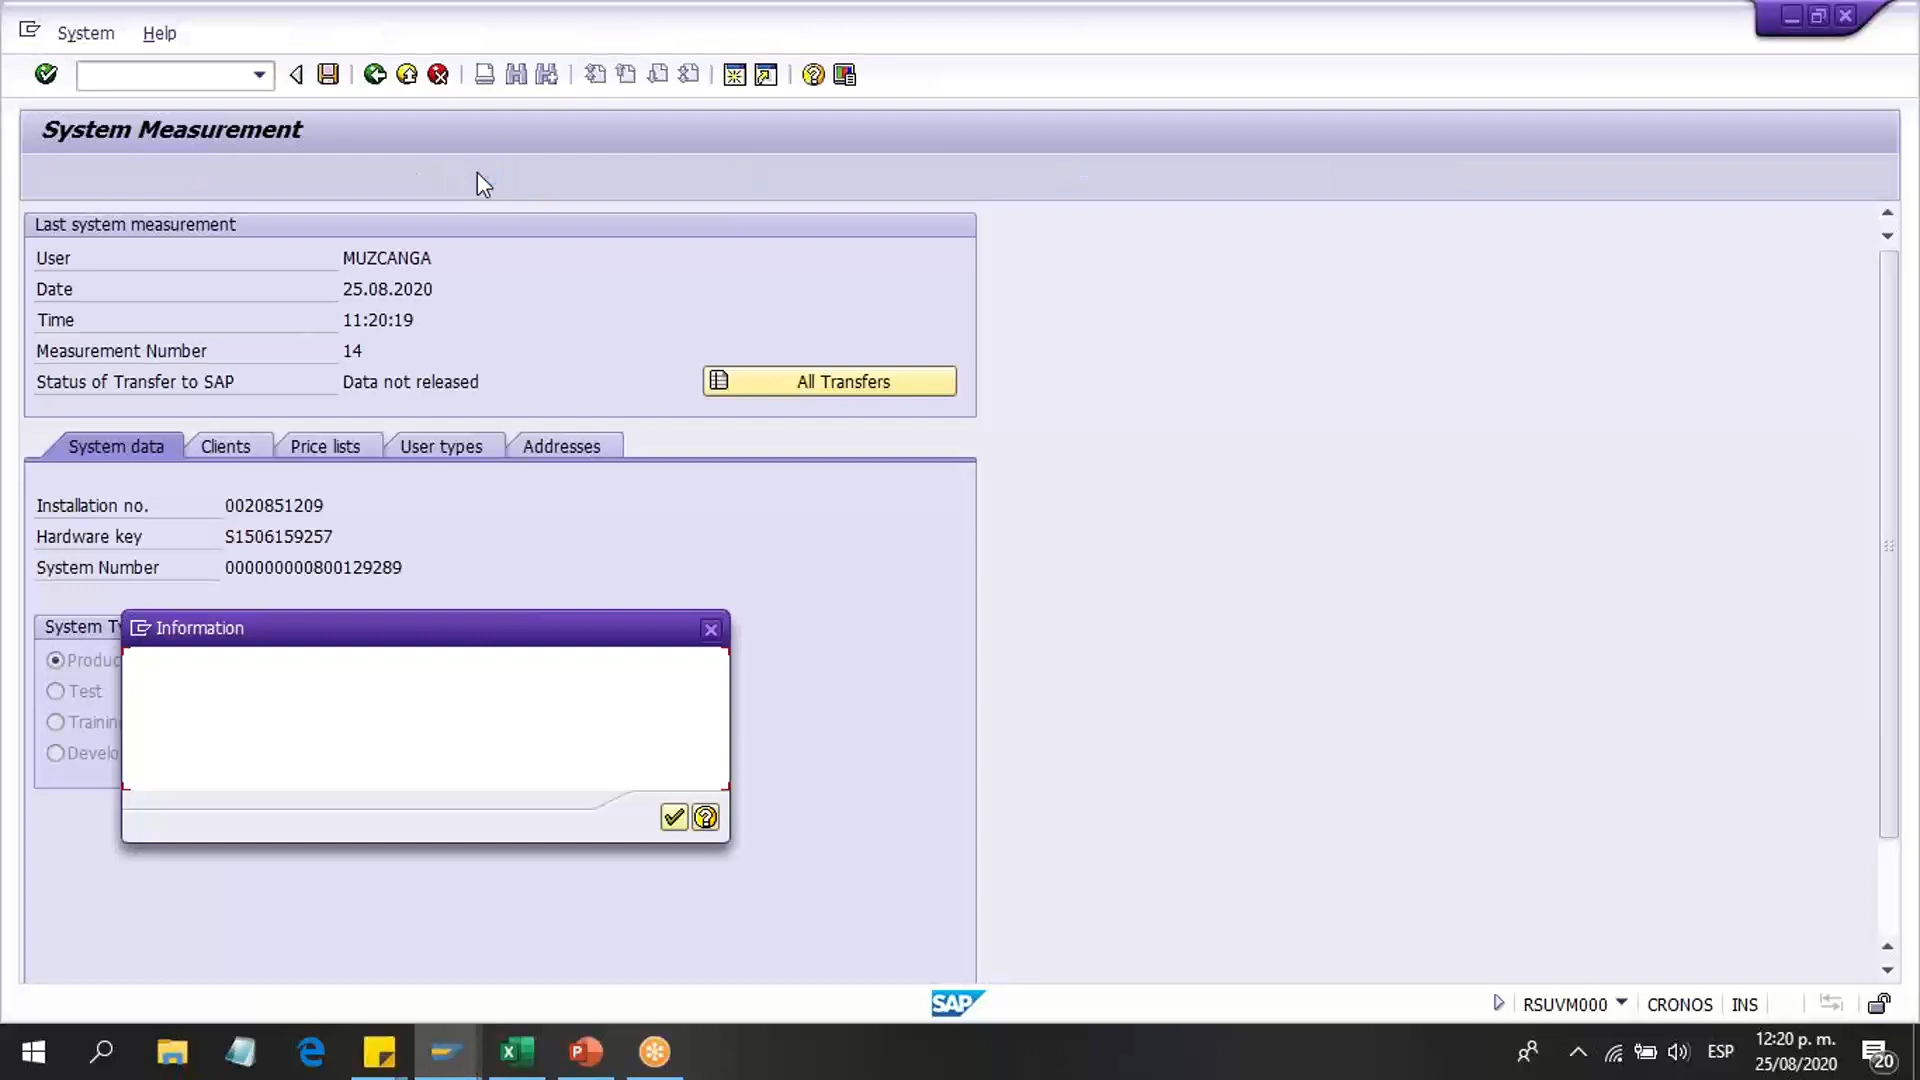 System Help
System Measurement
Last system measurement
User MUZCANGA
Date 25.08.2020
Time 11:20:19
Measurement Number 14
Status of Transfer to SAP Data not released All Transfers
System data Clients Price lists User types Addresses
Installation no. 0020851209
Hardware key S1506159257
System Number 000000000800129289
System Ty
Information
Produc
Test
Trainin
Develo
SAP RSUVM000 CRONOS INS
ESP 12:20 p. m.
25/08/2020 20